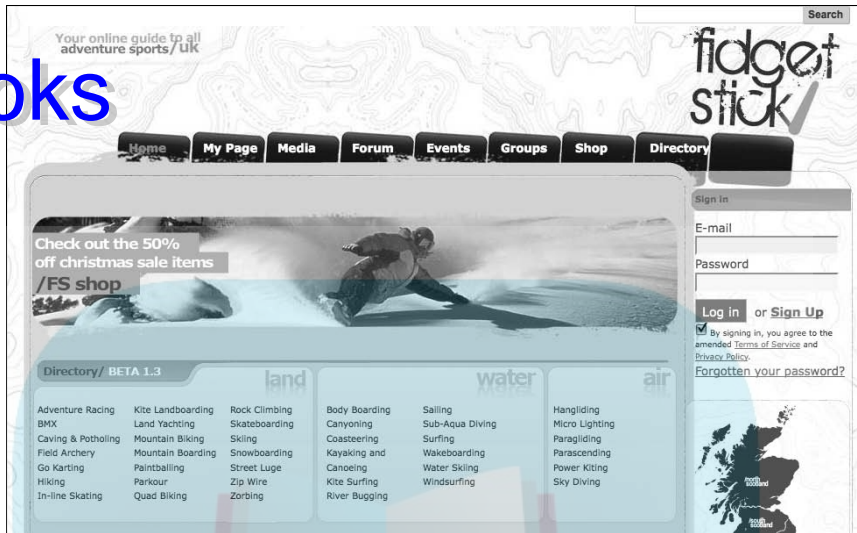 Search
Your online guide to all
adventure sports/uk
fidget
stick/
oks
Home My Page Media Forum Events Groups Shop Directory
Sign in
E-mail
Password
Log in or Sign Up
By signing in, you agree to the
amended Terms of Service and
Privacy Policy.
Forgotten your password?
Check out the 50%
off christmas sale items
/FS shop
Directory/ BETA 1.3
land
Adventure Racing
BMX
Caving & Potholing
Field Archery
Go Karting
Hiking
In-line Skating
Kite Landboarding
Land Yachting
Mountain Biking
Mountain Boarding
Paintballing
Parkour
Quad Biking
Rock Climbing
Skateboarding
Skiing
Snowboarding
Street Luge
Zip Wire
Zorbing
water
Body Boarding
Canyoning
Coasteering
Kayaking and
Canoeing
Kite Surfing
River Bugging
Sailing
Sub-Aqua Diving
Surfing
Wakeboarding
Water Skiing
Windsurfing
air
Hangliding
Micro Lighting
Paragliding
Parascending
Power Kiting
Sky Diving
/north
scotland
/south
scotland